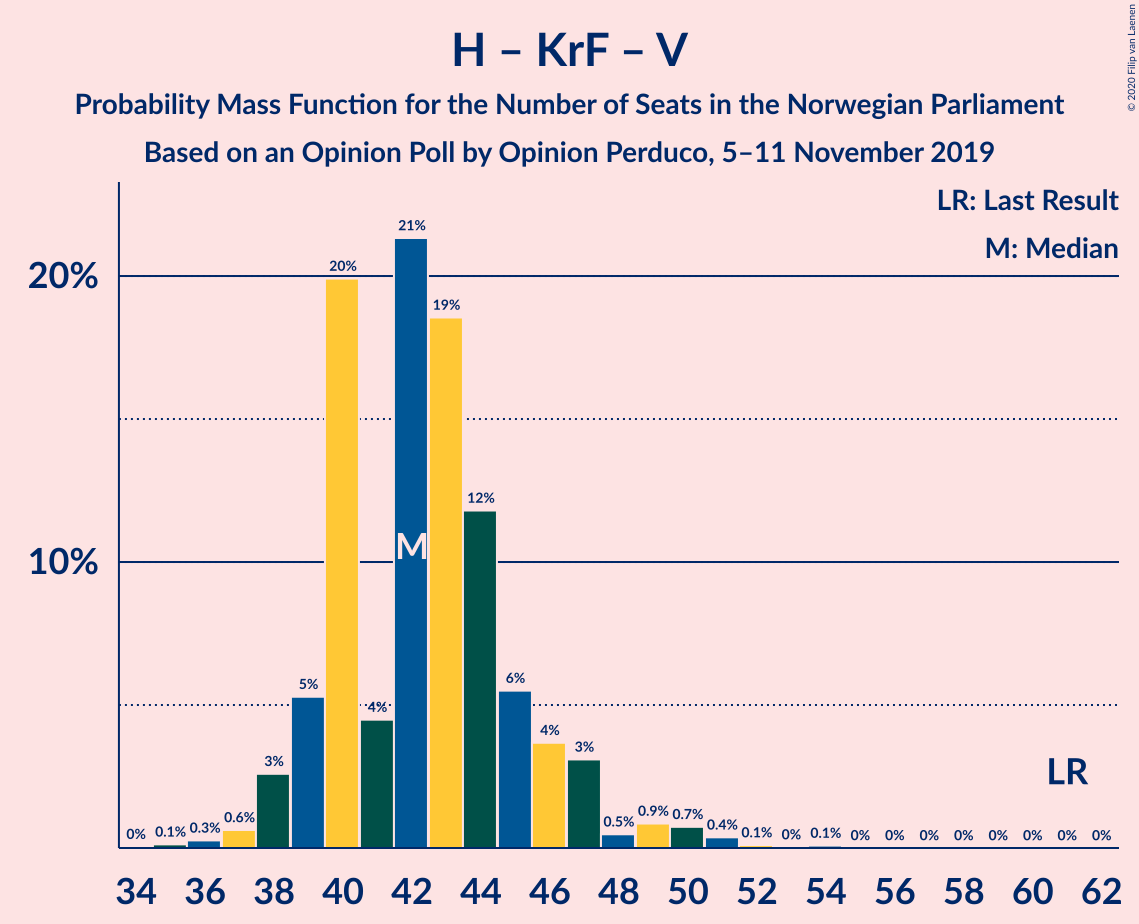 H – KrF – V
Probability Mass Function for the Number of Seats in the Norwegian Parliament
Based on an Opinion Poll by Opinion Perduco, 5–11 November 2019
© 2020 Filip van Laenen
LR: Last Result
M: Median
20%
10%
0% 0.1% 0.3% 0.6% 3% 5% 20% 4% 21% 19% 12% 6% 4% 3% 0.5% 0.9% 0.7% 0.4% 0.1% 0% 0.1% 0% 0% 0% 0% 0% 0% 0% 0%
M
LR
34 36 38 40 42 44 46 48 50 52 54 56 58 60 62